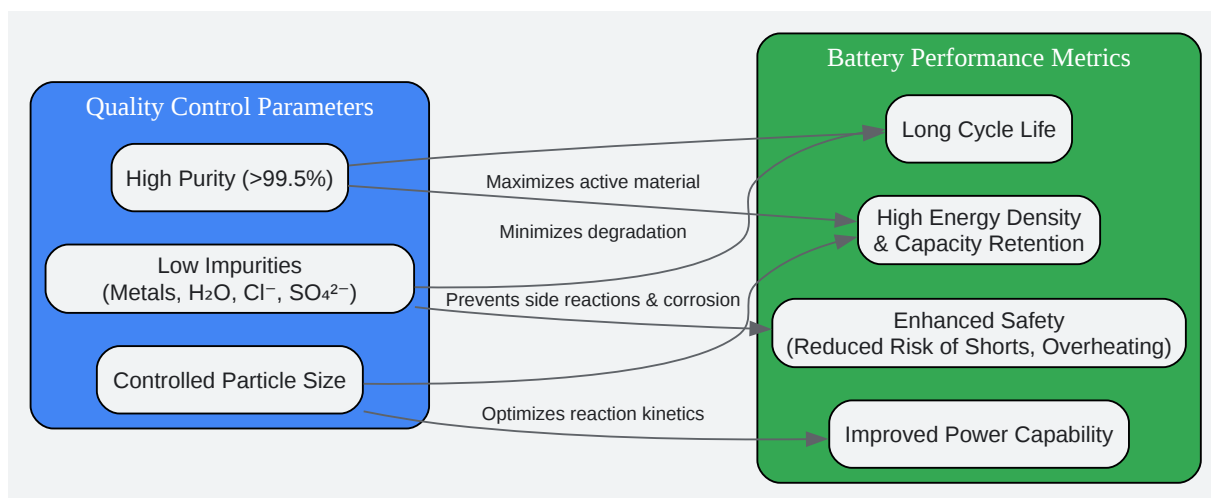 Quality Control Parameters
High Purity (>99.5%)
Low Impurities
(Metals, H₂O, Cl⁻, SO₄²⁻)
Controlled Particle Size
Maximizes active material
Minimizes degradation
Prevents side reactions & corrosion
Optimizes reaction kinetics
Battery Performance Metrics
Long Cycle Life
High Energy Density
& Capacity Retention
Enhanced Safety
(Reduced Risk of Shorts, Overheating)
Improved Power Capability